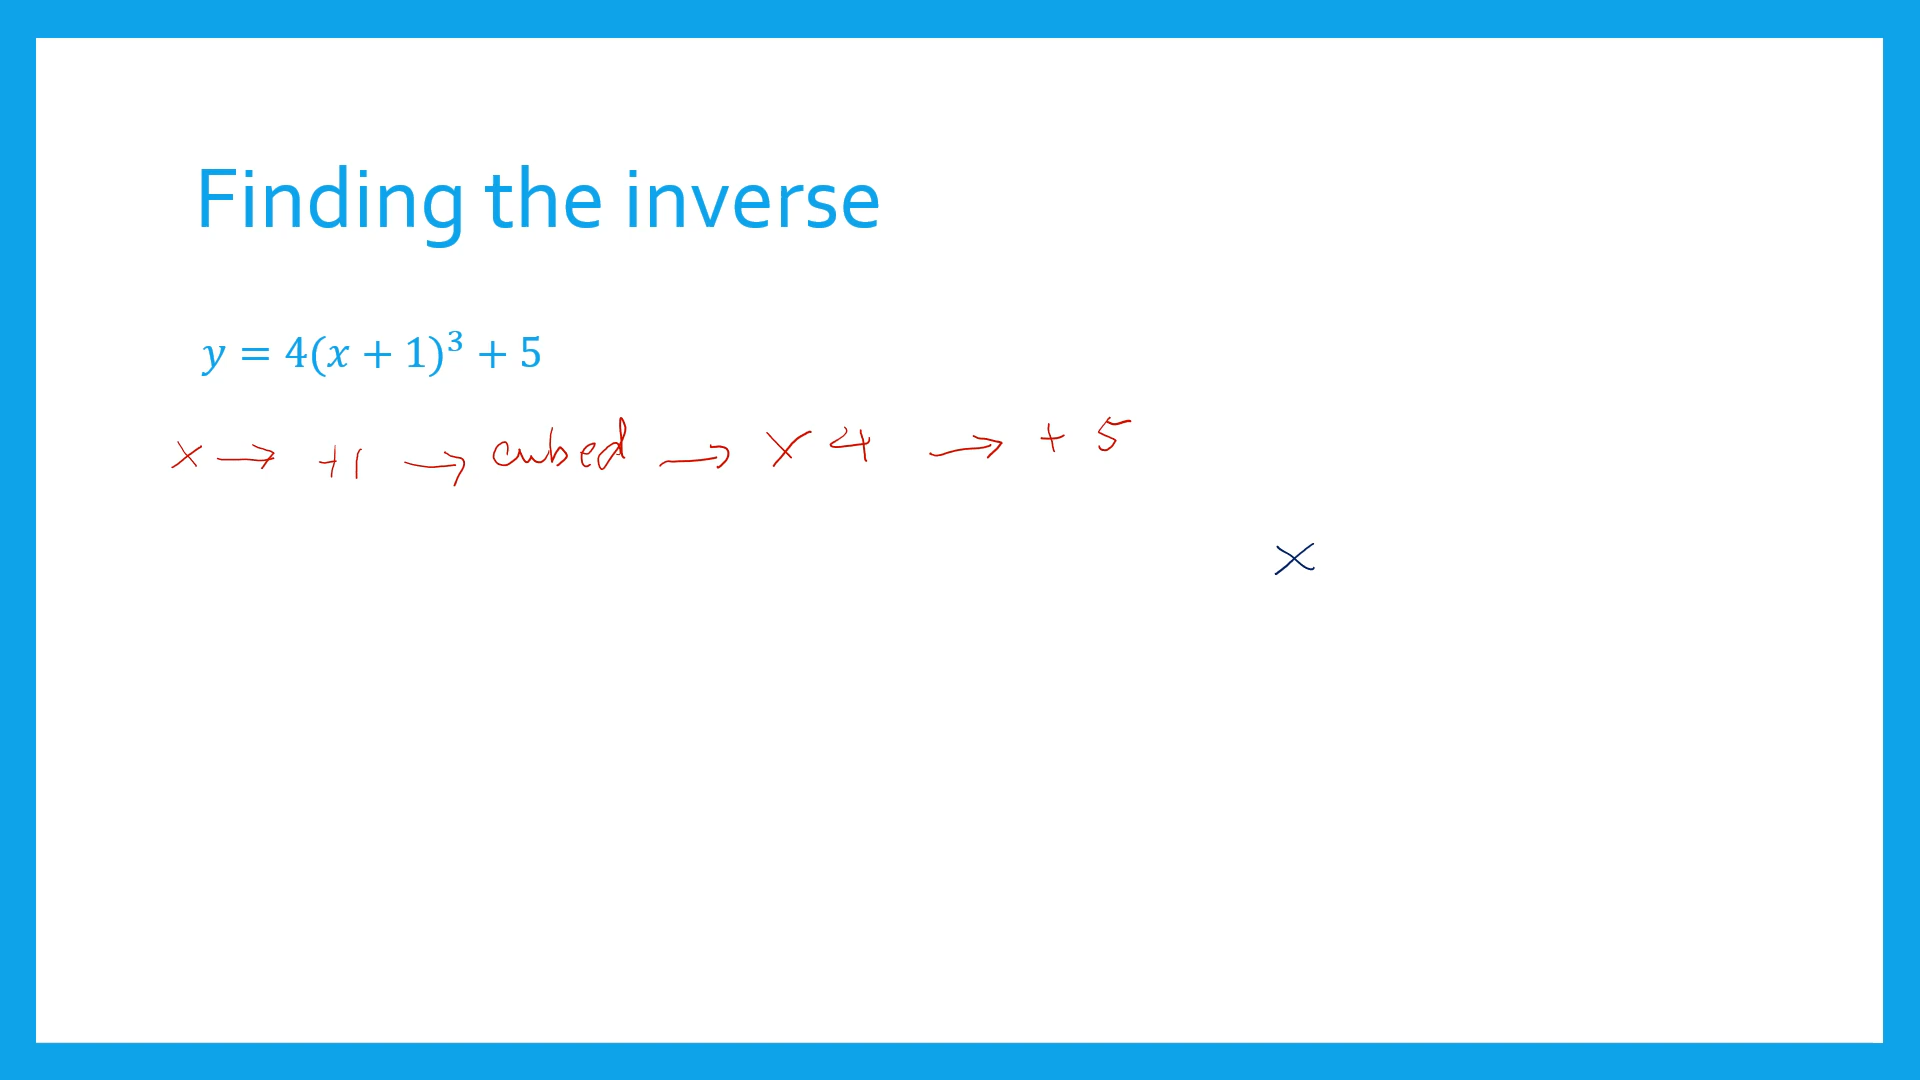 Finding the inverse
y = 4(x + 1)³ + 5
x → +1 → cubed → × 4 → + 5
x